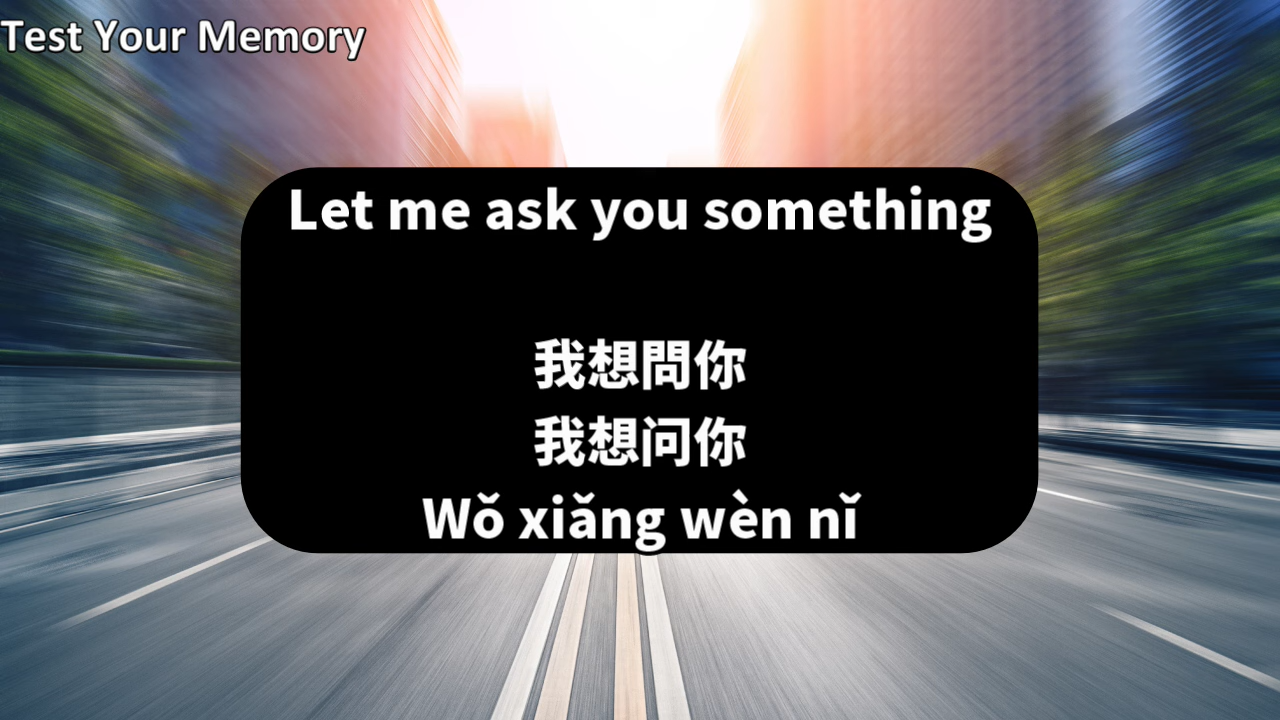 Test Your Memory
Let me ask you something
我想問你
我想问你
Wǒ xiǎng wèn nǐ